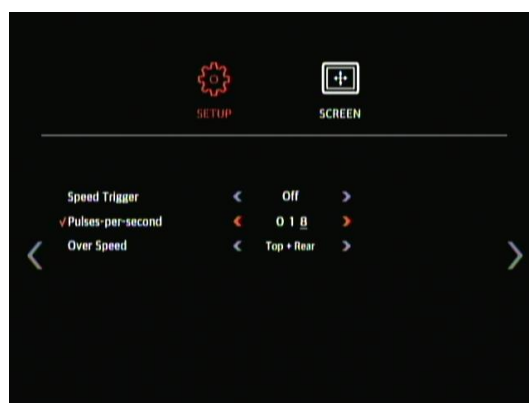 SETUP SCREEN
Speed Trigger < Off >
√ Pulses-per-second < 0 1 8 >
Over Speed < Top + Rear >